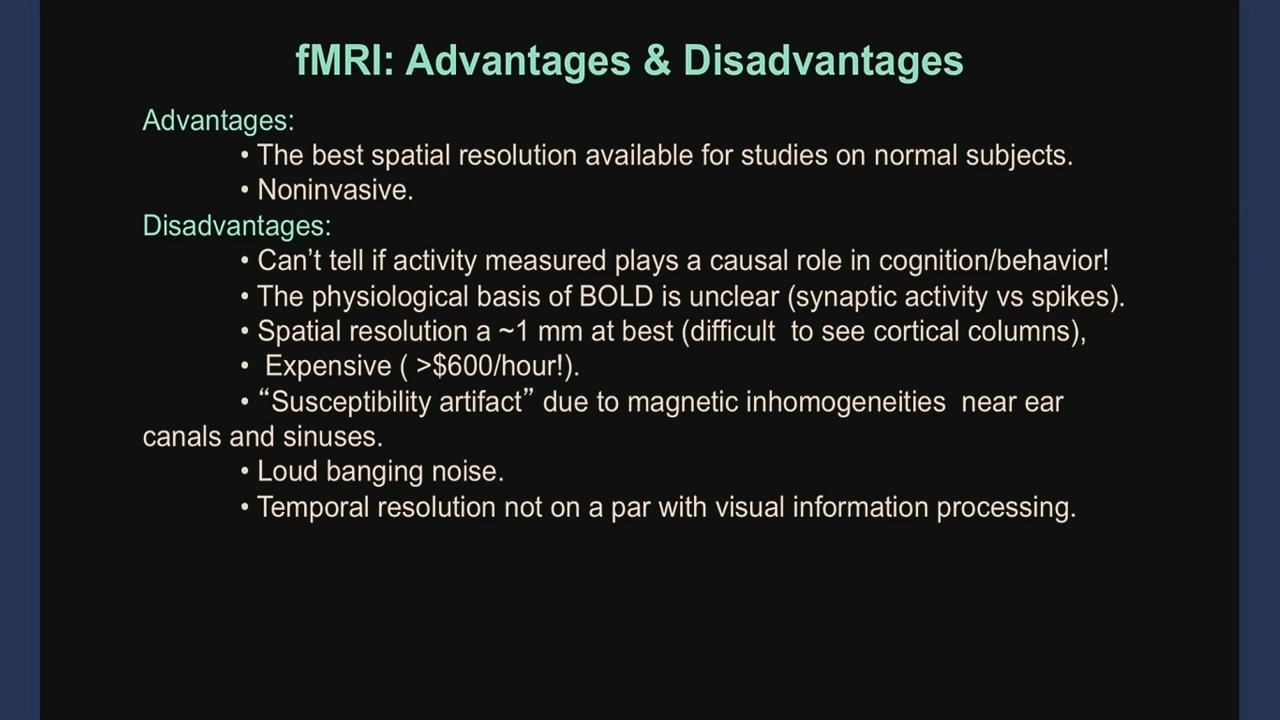 fMRI: Advantages & Disadvantages
Advantages:
• The best spatial resolution available for studies on normal subjects.
• Noninvasive.
Disadvantages:
• Can’t tell if activity measured plays a causal role in cognition/behavior!
• The physiological basis of BOLD is unclear (synaptic activity vs spikes).
• Spatial resolution a ~1 mm at best (difficult  to see cortical columns),
•  Expensive ( >$600/hour!).
• “Susceptibility artifact” due to magnetic inhomogeneities  near ear
canals and sinuses.
• Loud banging noise.
• Temporal resolution not on a par with visual information processing.